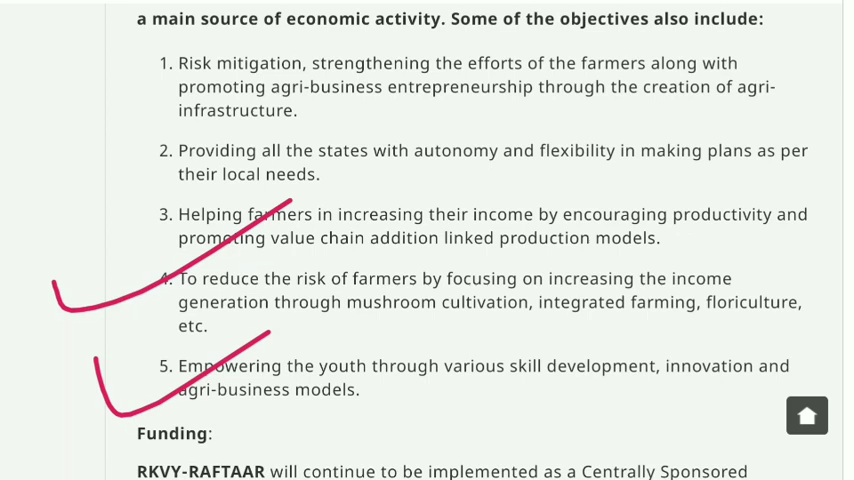 a main source of economic activity. Some of the objectives also include:
1. Risk mitigation, strengthening the efforts of the farmers along with
promoting agri-business entrepreneurship through the creation of agri-
infrastructure.
2. Providing all the states with autonomy and flexibility in making plans as per
their local needs.
3. Helping farmers in increasing their income by encouraging productivity and
promoting value chain addition linked production models.
4. To reduce the risk of farmers by focusing on increasing the income
generation through mushroom cultivation, integrated farming, floriculture,
etc.
5. Empowering the youth through various skill development, innovation and
agri-business models.
Funding:
RKVY-RAFTAAR will continue to be implemented as a Centrally Sponsored